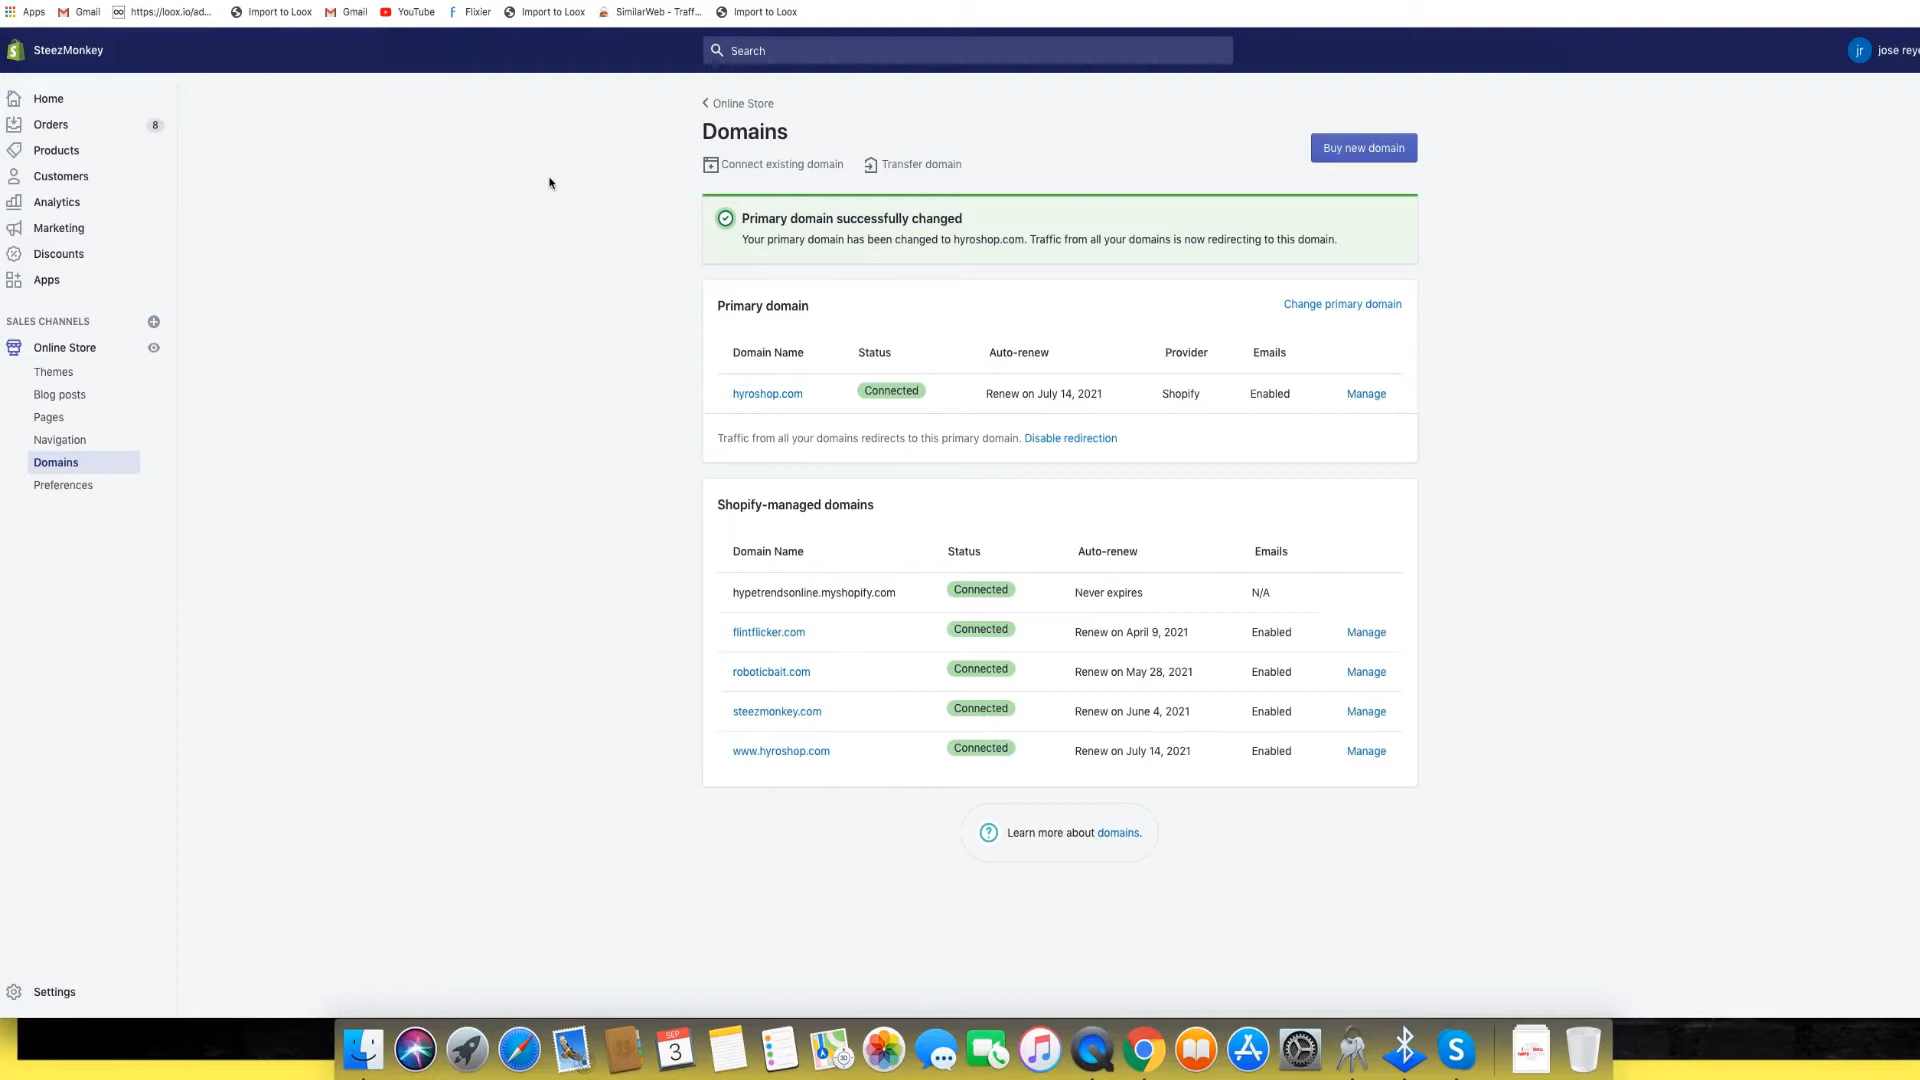 Apps Gmail https://loox.io/ad... Import to Loox Gmail YouTube Flixier Import to Loox SimilarWeb - Traff... Import to Loox
SteezMonkey Search jr jose reye
Home
Orders 8
Products
Customers
Analytics
Marketing
Discounts
Apps
SALES CHANNELS
Online Store
Themes
Blog posts
Pages
Navigation
Domains
Preferences
Settings
Online Store
Domains
Connect existing domain Transfer domain
Buy new domain
Primary domain successfully changed
Your primary domain has been changed to hyroshop.com. Traffic from all your domains is now redirecting to this domain.
Primary domain Change primary domain
Domain Name Status Auto-renew Provider Emails
hyroshop.com Connected Renew on July 14, 2021 Shopify Enabled Manage
Traffic from all your domains redirects to this primary domain. Disable redirection
Shopify-managed domains
Domain Name Status Auto-renew Emails
hypetrendsonline.myshopify.com Connected Never expires N/A
flintflicker.com Connected Renew on April 9, 2021 Enabled Manage
roboticbait.com Connected Renew on May 28, 2021 Enabled Manage
steezmonkey.com Connected Renew on June 4, 2021 Enabled Manage
www.hyroshop.com Connected Renew on July 14, 2021 Enabled Manage
Learn more about domains.
SEP
3